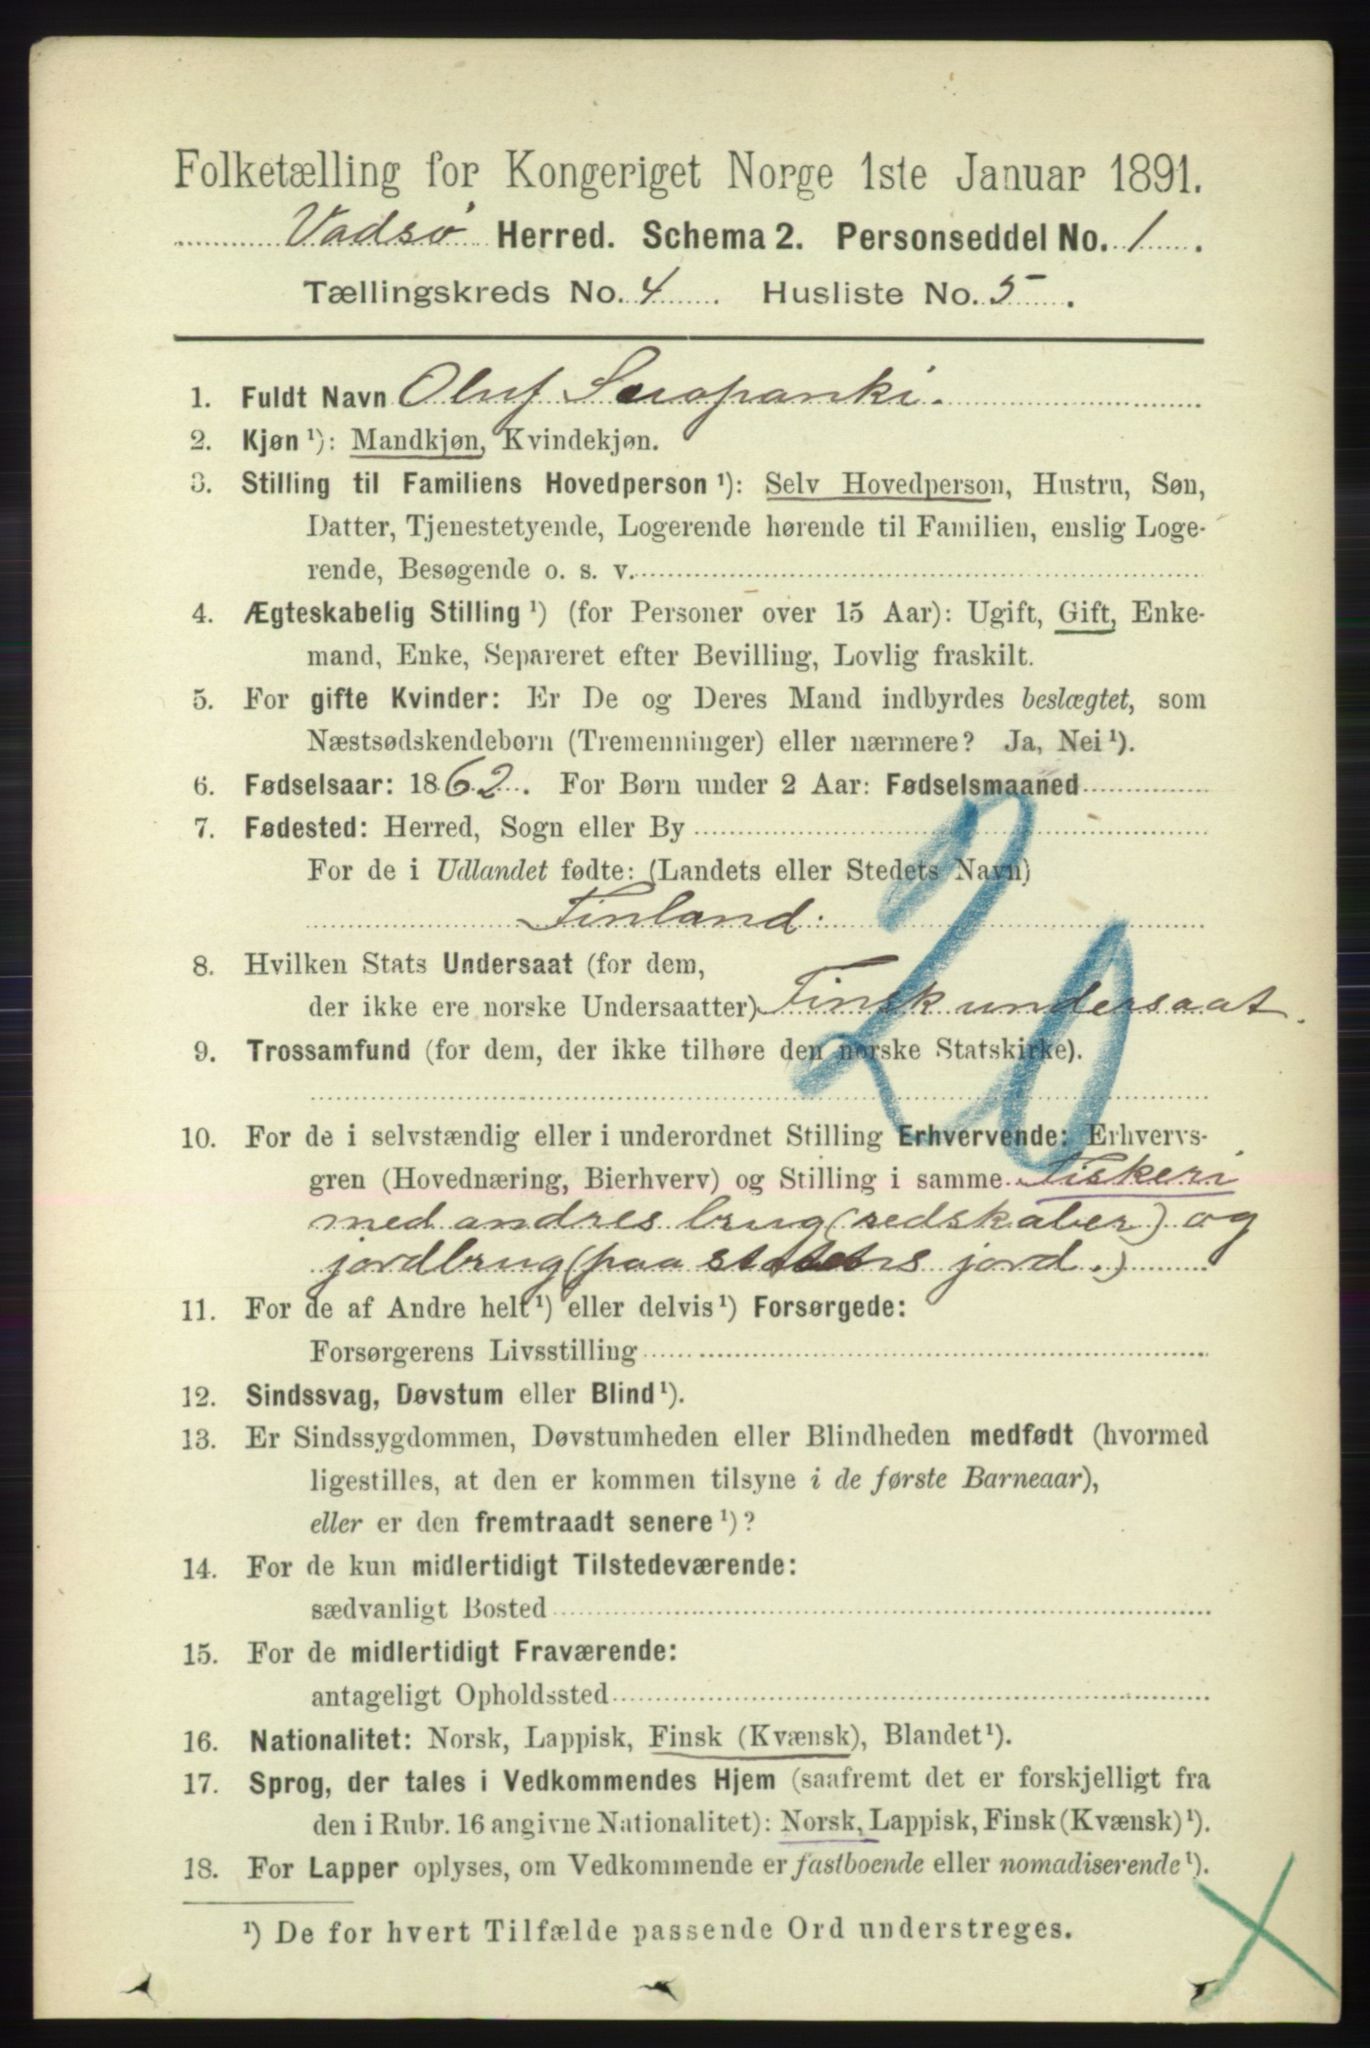 Folketælling for Kongeriget Norge 1ste Januar 1891.
Vadsø Herred. Schema 2. Personseddel No. 1.
Tællingskreds No. 4. Husliste No. 5.
1. Fuldt Navn Oluf
2. Kjøn ¹): Mandkjøn, Kvindekjøn.
3. Stilling til Familiens Hovedperson ¹): Selv Hovedperson, Hustru, Søn,
Datter, Tjenestetyende, Logerende hørende til Familien, enslig Loge-
rende, Besøgende o. s. v.
4. Ægteskabelig Stilling ¹) (for Personer over 15 Aar): Ugift, Gift, Enke-
mand, Enke, Separeret efter Bevilling, Lovlig fraskilt.
5. For gifte Kvinder: Er De og Deres Mand indbyrdes beslægtet, som
Næstsødskendebørn (Tremenninger) eller nærmere? Ja, Nei ¹).
6. Fødselsaar: 1862. For Børn under 2 Aar: Fødselsmaaned
7. Fødested: Herred, Sogn eller By
For de i Udlandet fødte: (Landets eller Stedets Navn)
Finland.
8. Hvilken Stats Undersaat (for dem,
der ikke ere norske Undersaatter) Finsk undersaat.
9. Trossamfund (for dem, der ikke tilhøre den norske Statskirke).
20
10. For de i selvstændig eller i underordnet Stilling Erhvervende: Erhvervs-
gren (Hovednæring, Bierhverv) og Stilling i samme Fiskeri
med andres brug (redskaber) og
jordbrug (paa statens jord.)
11. For de af Andre helt ¹) eller delvis ¹) Forsørgede:
Forsørgerens Livsstilling
12. Sindssvag, Døvstum eller Blind ¹).
13. Er Sindssygdommen, Døvstumheden eller Blindheden medfødt (hvormed
ligestilles, at den er kommen tilsyne i de første Barneaar),
eller er den fremtraadt senere ¹)?
14. For de kun midlertidigt Tilstedeværende:
sædvanligt Bosted
15. For de midlertidigt Fraværende:
antageligt Opholdssted
16. Nationalitet: Norsk, Lappisk, Finsk (Kvænsk), Blandet ¹).
17. Sprog, der tales i Vedkommendes Hjem (saafremt det er forskjelligt fra
den i Rubr. 16 angivne Nationalitet): Norsk, Lappisk, Finsk (Kvænsk) ¹).
18. For Lapper oplyses, om Vedkommende er fastboende eller nomadiserende ¹).
¹) De for hvert Tilfælde passende Ord understreges.